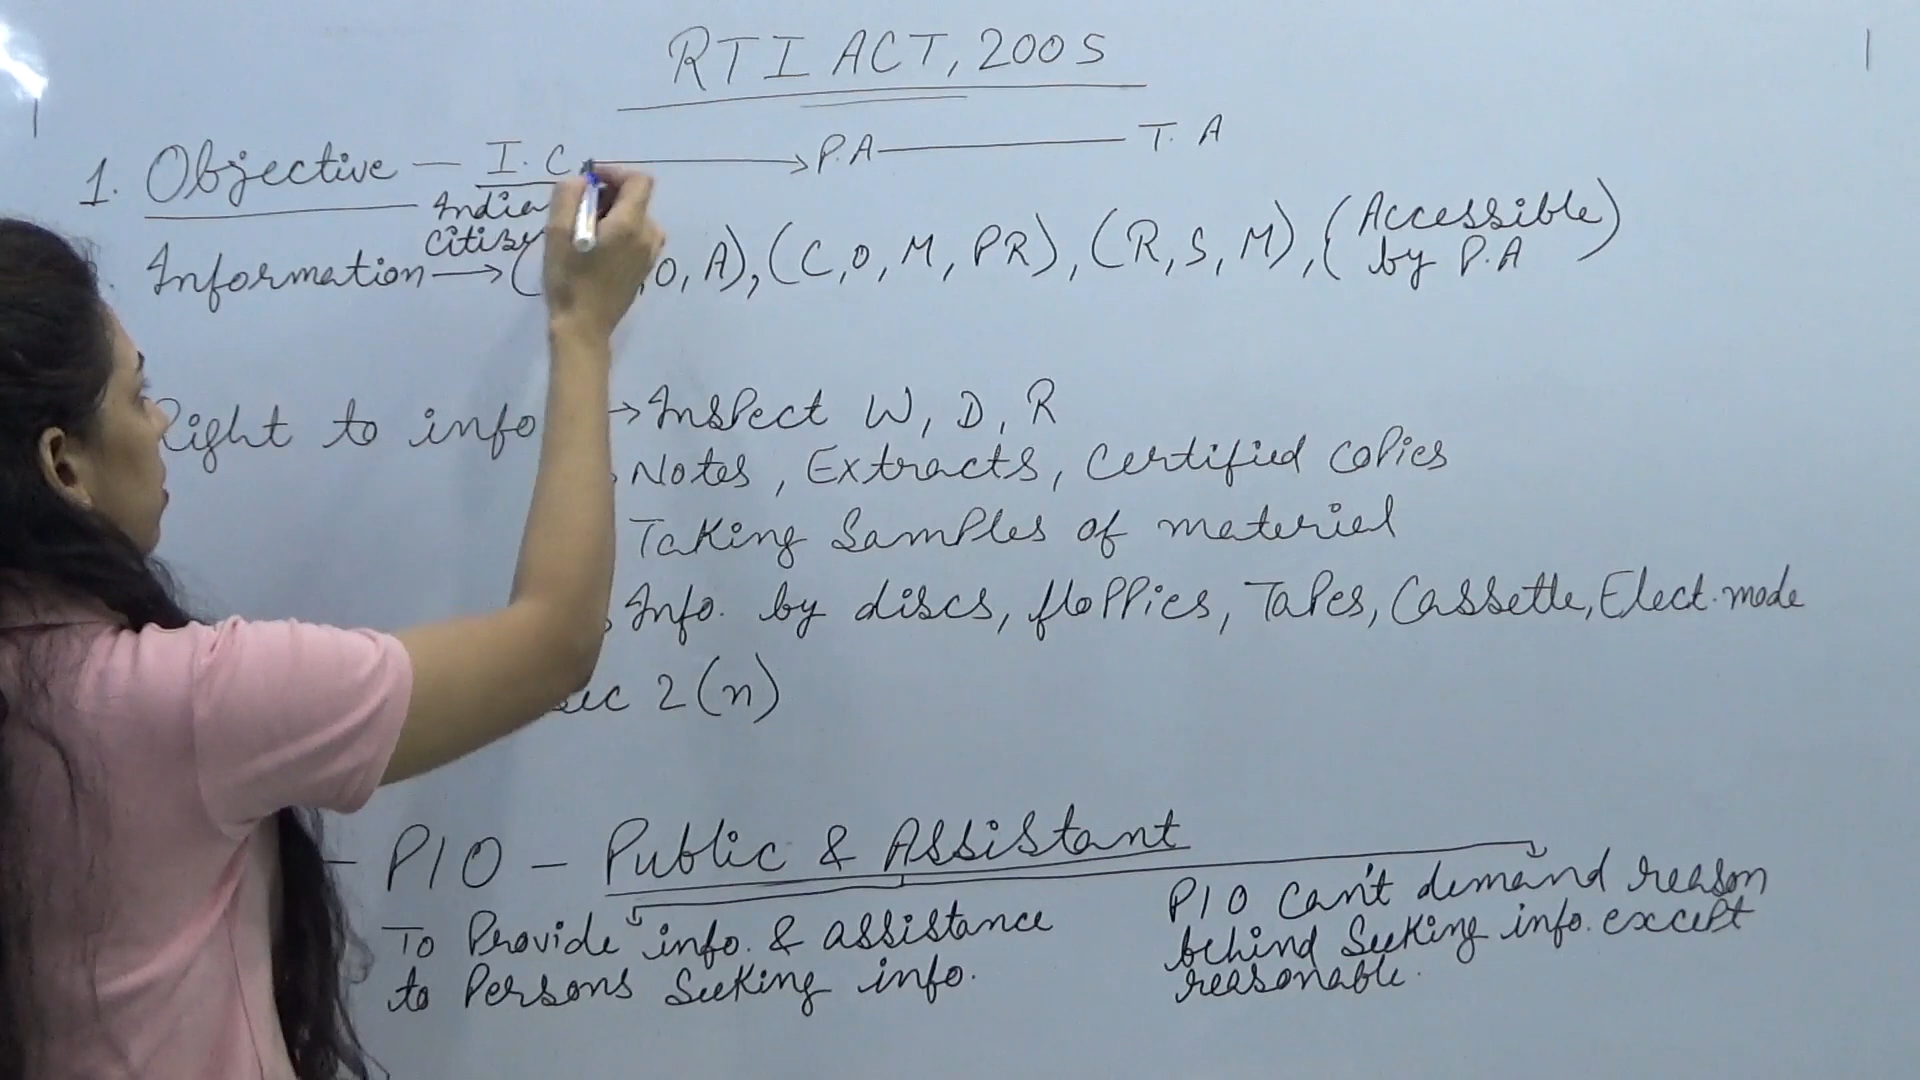 RTI ACT, 2005
1. Objective — I.C → P.A — T.A
Indian
Citizen
Information → ( , O, A), (C, O, M, PR), (R, S, M), (Accessible
by P.A)
Right to info → Inspect W, D, R
Notes, Extracts, Certified Copies
Taking Samples of material
Info. by discs, floppies, Tapes, Cassette, Elect. mode
Sec 2(n)
– PIO – Public & Assistant
To Provide info. & assistance
to Persons Seeking info.
PIO Can't demand reason
behind Seeking info. except
reasonable.